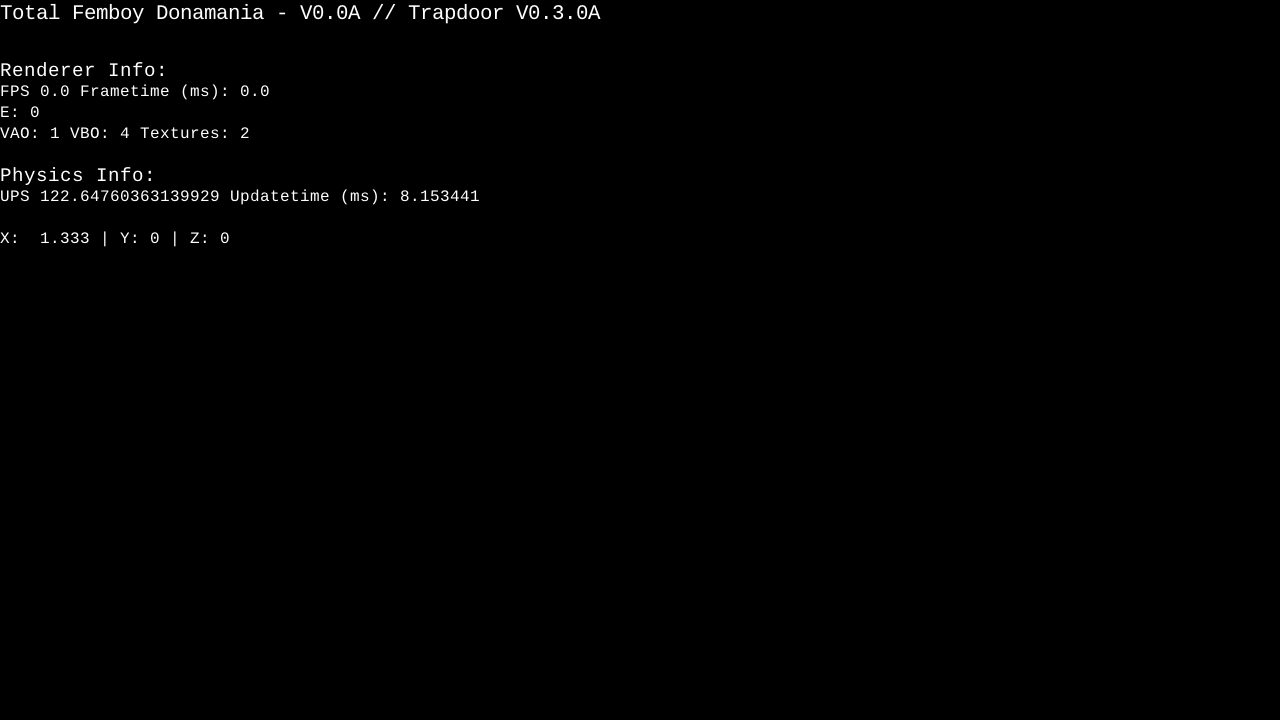 Total Femboy Donamania - V0.0A // Trapdoor V0.3.0A
Renderer Info:
FPS 0.0 Frametime (ms): 0.0
E: 0
VAO: 1 VBO: 4 Textures: 2
Physics Info:
UPS 122.64760363139929 Updatetime (ms): 8.153441
X:  1.333 | Y: 0 | Z: 0